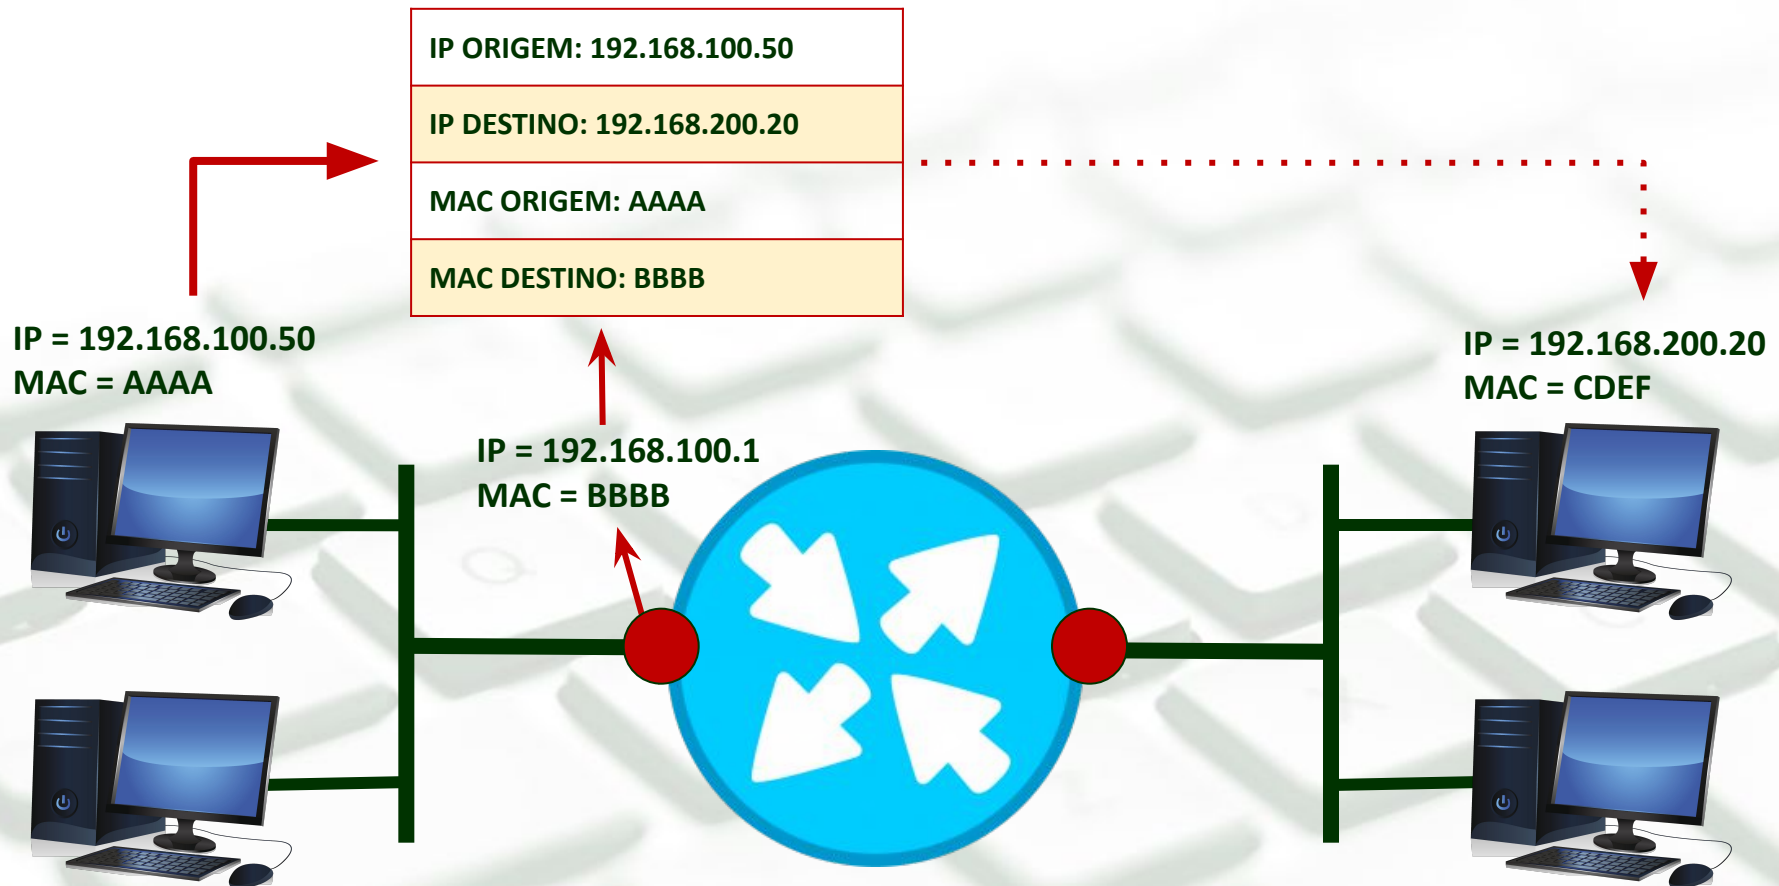 IP ORIGEM: 192.168.100.50
IP DESTINO: 192.168.200.20
MAC ORIGEM: AAAA
MAC DESTINO: BBBB
IP = 192.168.100.50
MAC = AAAA
IP = 192.168.200.20
MAC = CDEF
IP = 192.168.100.1
MAC = BBBB